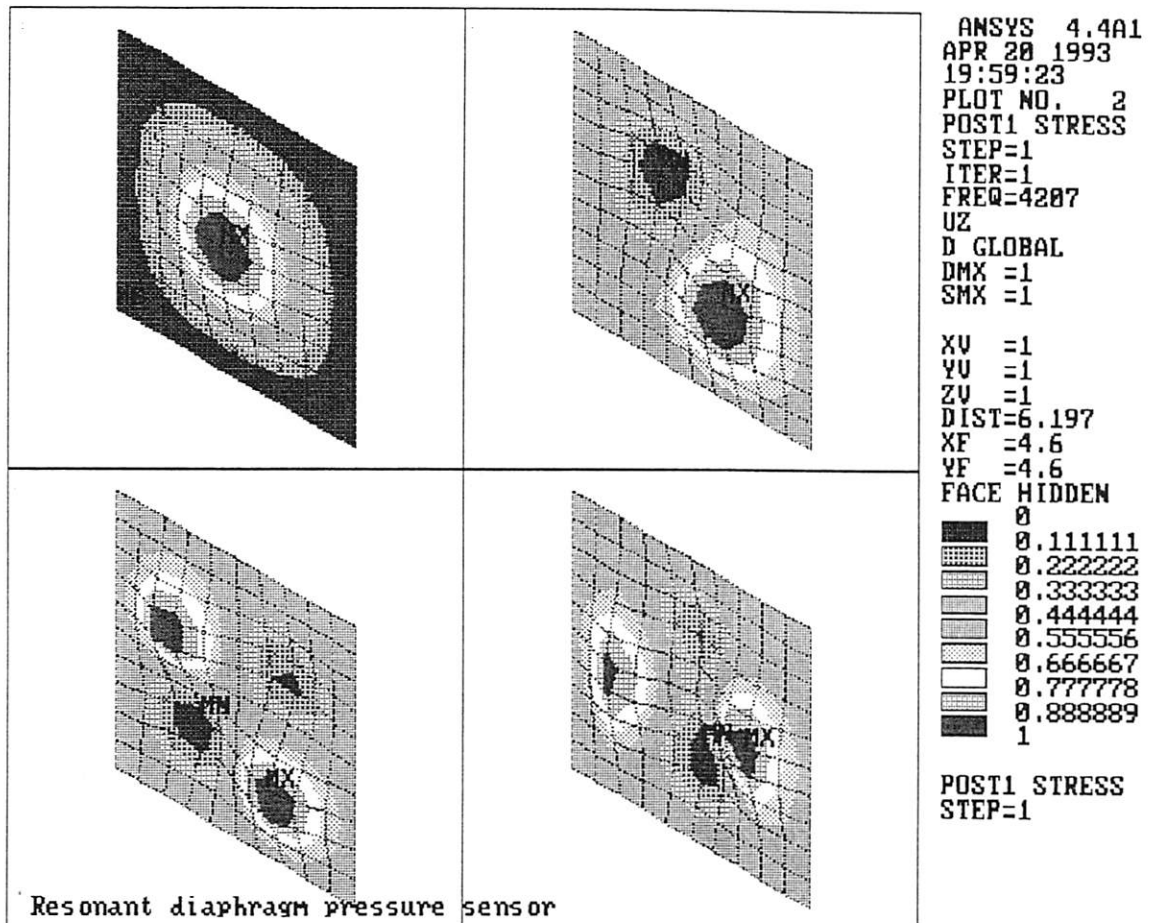 ANSYS 4.4A1
APR 20 1993
19:59:23
PLOT NO. 2
POST1 STRESS
STEP=1
ITER=1
FREQ=4207
UZ
D GLOBAL
DMX =1
SMX =1
XV =1
YV =1
ZV =1
DIST=6.197
XF =4.6
YF =4.6
FACE HIDDEN
0
0.111111
0.222222
0.333333
0.444444
0.555556
0.666667
0.777778
0.888889
1
POST1 STRESS
STEP=1
MX
MN
MX
MX
Resonant diaphragm pressure sensor